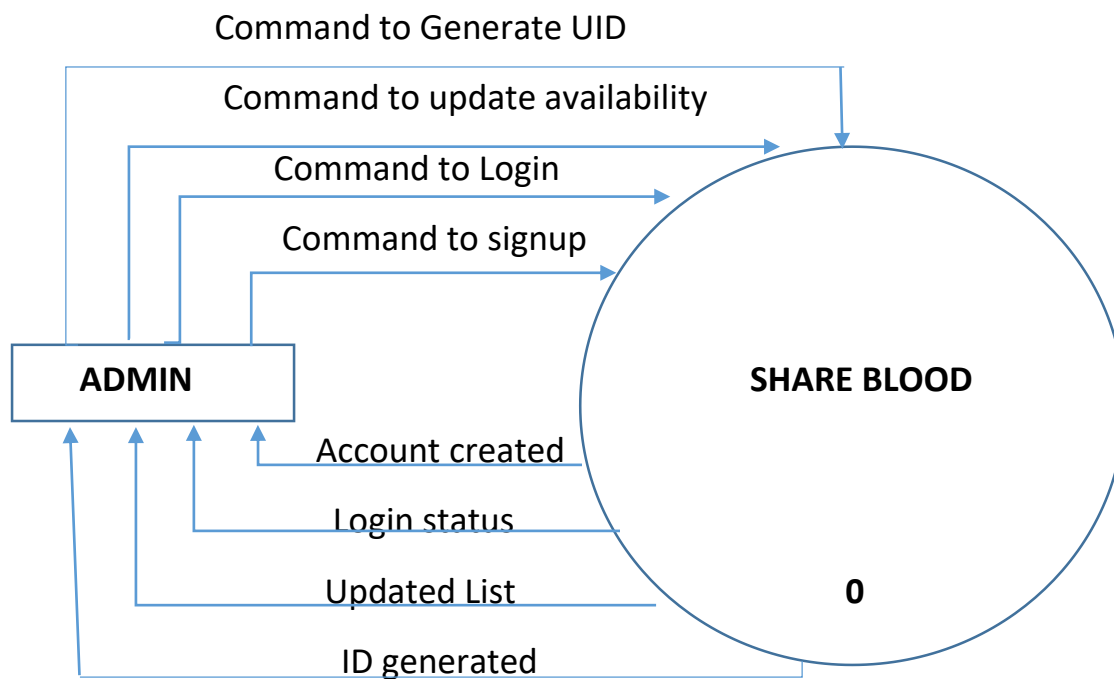 Command to Generate UID
Command to update availability
Command to Login
Command to signup
ADMIN
SHARE BLOOD
Account created
Login status
Updated List
0
ID generated